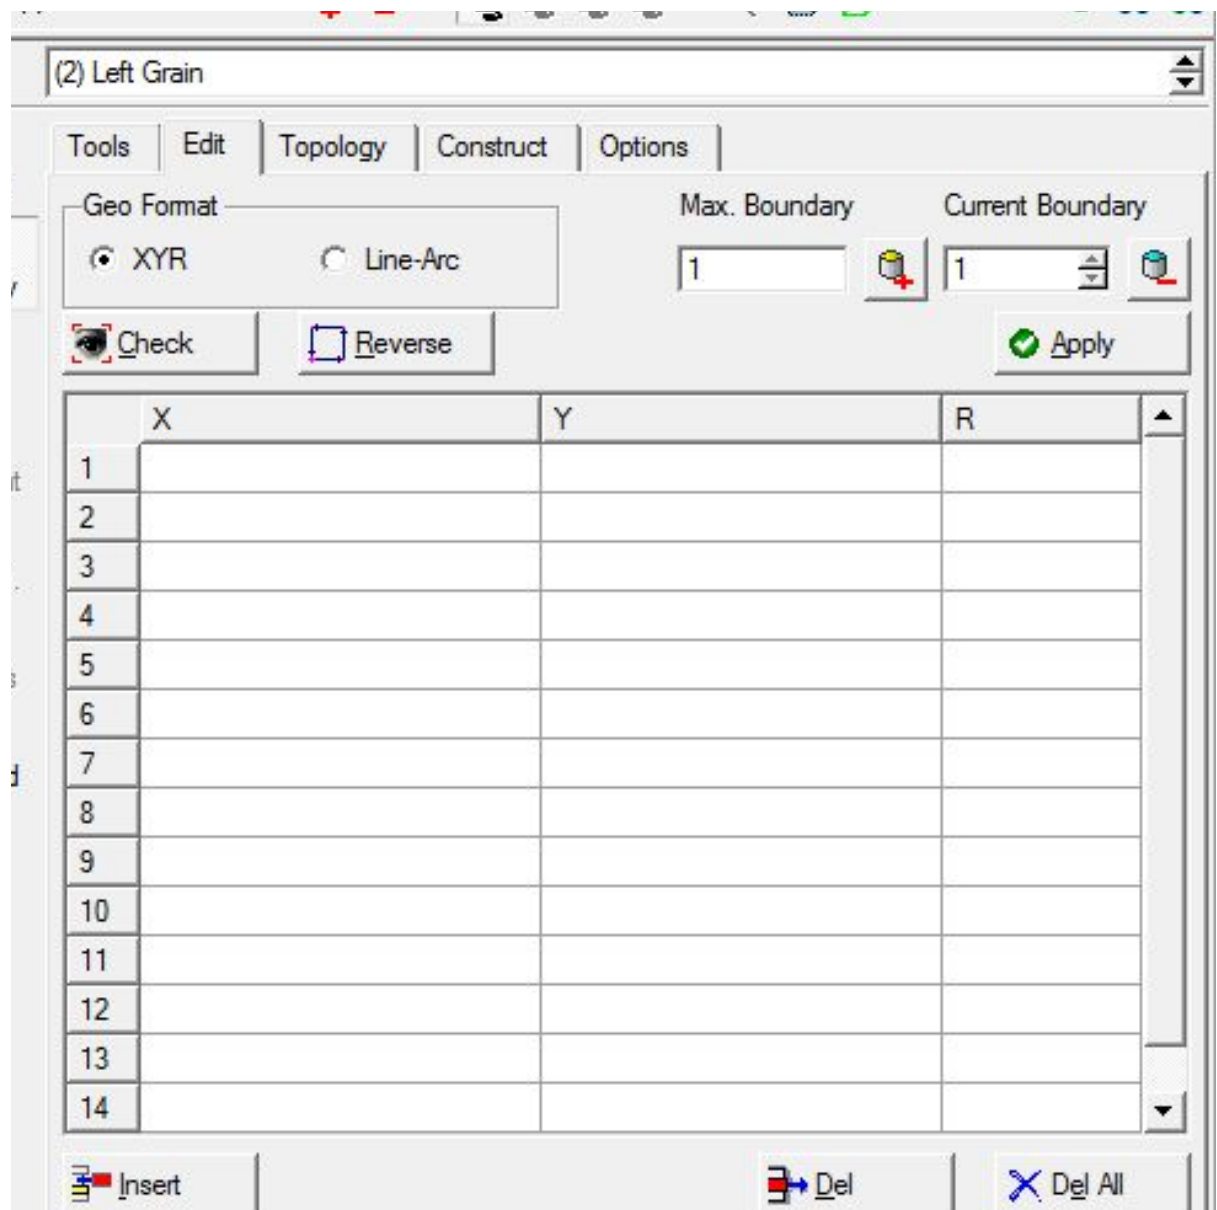 (2) Left Grain
Tools Edit Topology Construct Options
Geo Format Max. Boundary Current Boundary
XYR Line-Arc 1 1
Check Reverse Apply
X Y R
1
2
3
4
5
6
7
8
9
10
11
12
13
14
Insert Del Del All